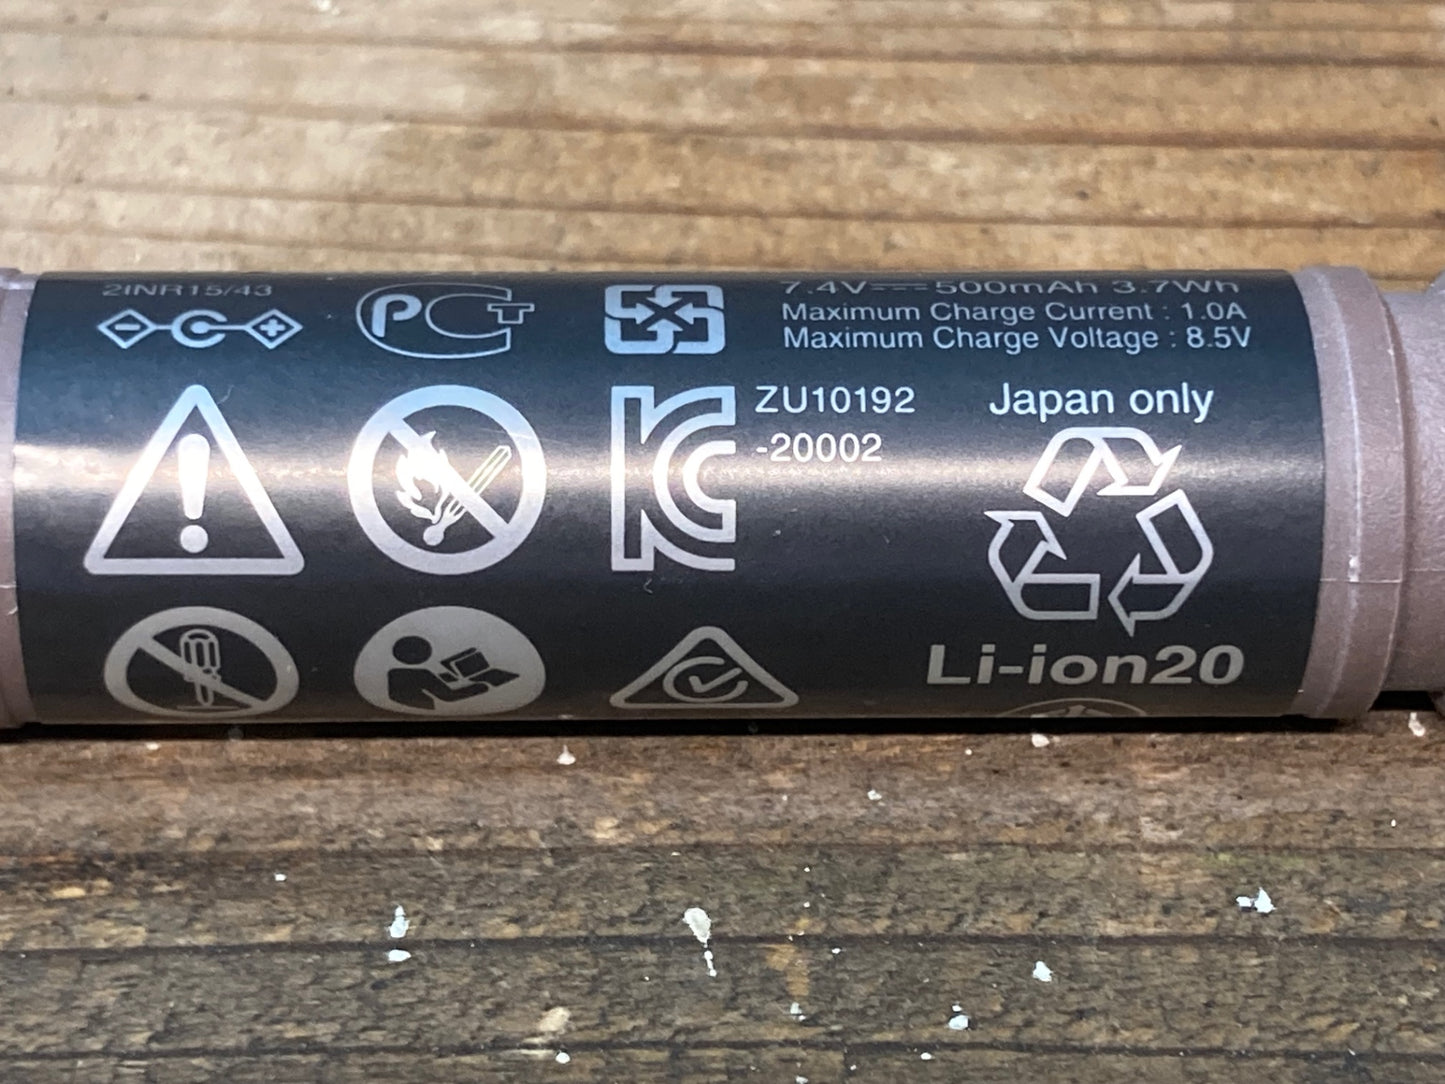 2INR15/43
7.4V⎓500mAh 3.7Wh
Maximum Charge Current : 1.0A
Maximum Charge Voltage : 8.5V
ZU10192
-20002
Japan only
Li-ion20